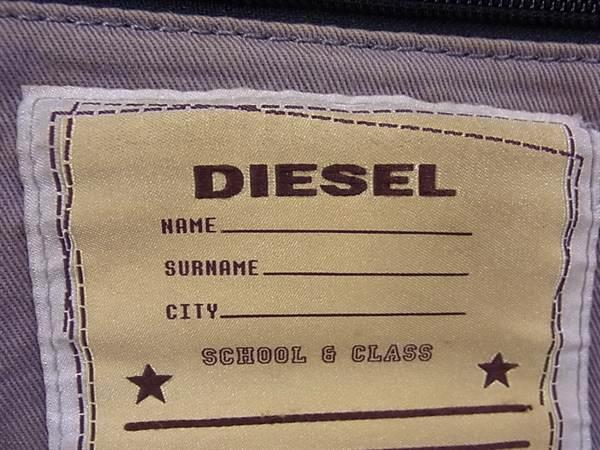 DIESEL
NAME
SURNAME
CITY
SCHOOL & CLASS